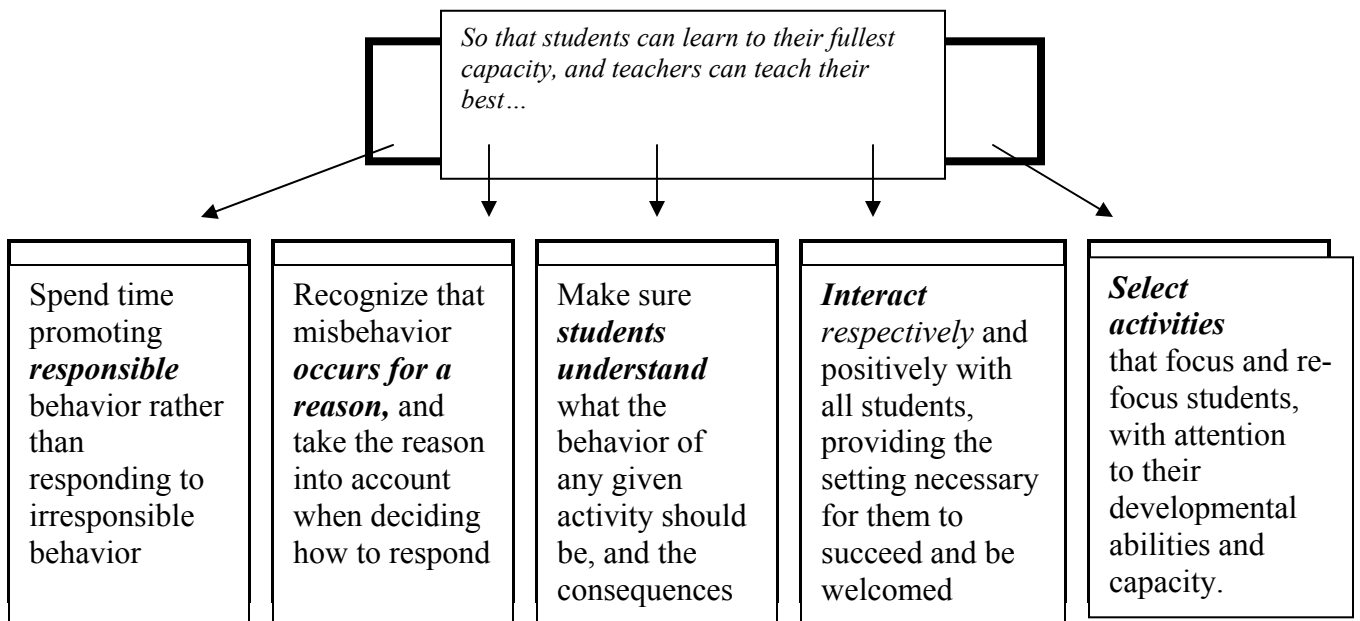 So that students can learn to their fullest
capacity, and teachers can teach their
best…
Spend time
promoting
responsible
behavior rather
than
responding to
irresponsible
behavior
Recognize that
misbehavior
occurs for a
reason, and
take the reason
into account
when deciding
how to respond
Make sure
students
understand
what the
behavior of
any given
activity should
be, and the
consequences
Interact
respectively and
positively with
all students,
providing the
setting necessary
for them to
succeed and be
welcomed
Select
activities
that focus and re-
focus students,
with attention
to their
developmental
abilities and
capacity.